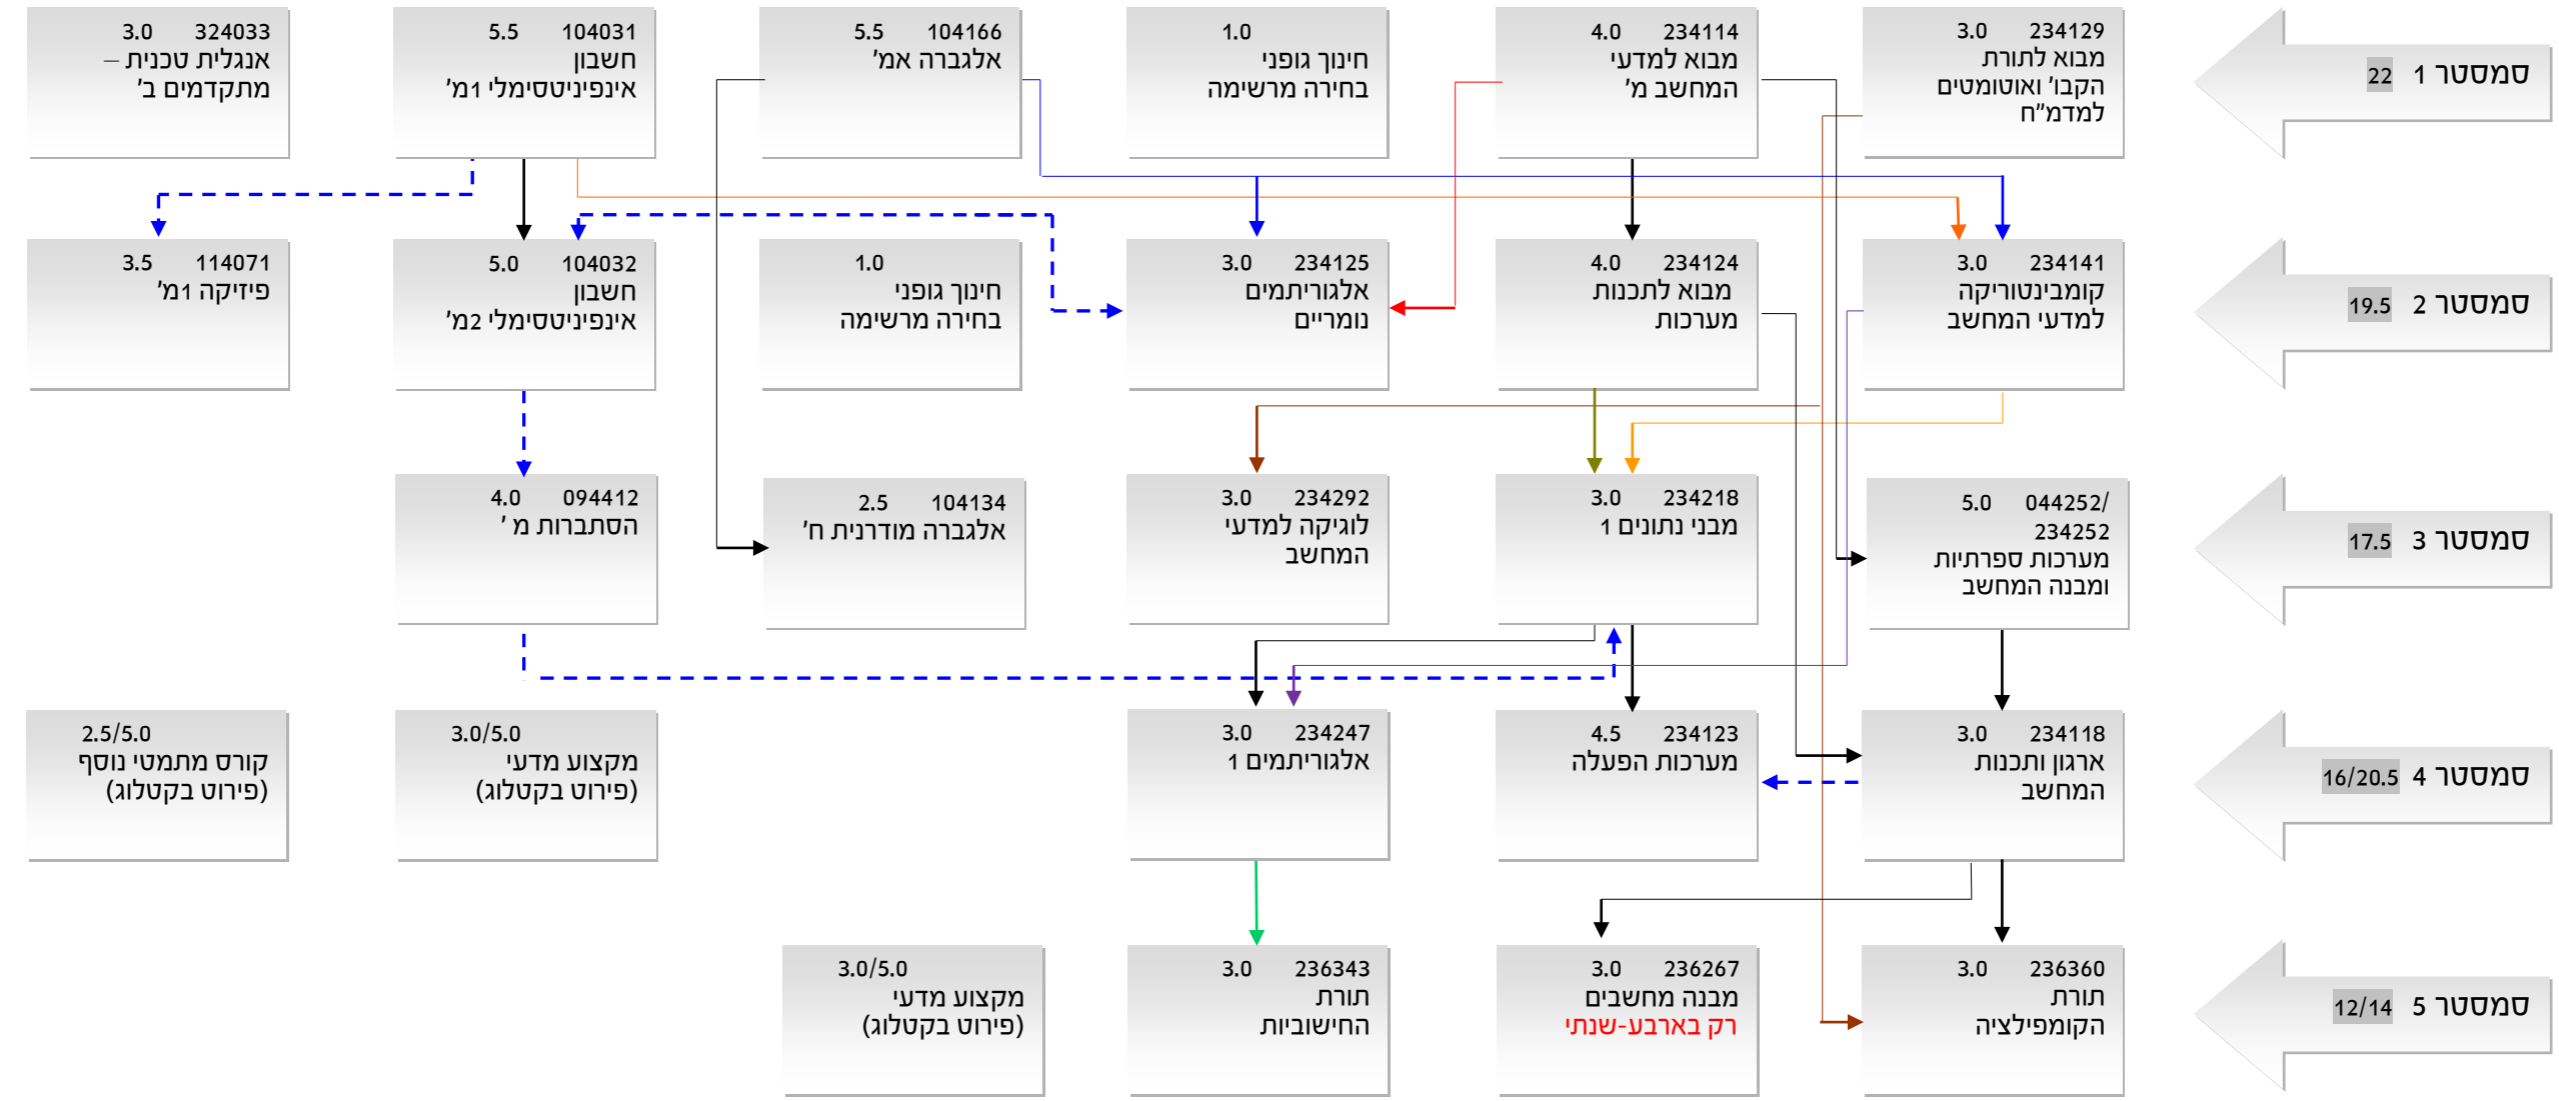 סמסטר 1 22
234129 3.0
מבוא לתורת
הקבו' ואוטומטים
למדמ"ח
234114 4.0
מבוא למדעי
המחשב מ'
1.0
חינוך גופני
בחירה מרשימה
104166 5.5
אלגברה אמ'
104031 5.5
חשבון
אינפיניטסימלי 1מ'
324033 3.0
אנגלית טכנית –
מתקדמים ב'
סמסטר 2 19.5
234141 3.0
קומבינטוריקה
למדעי המחשב
234124 4.0
מבוא לתכנות
מערכות
234125 3.0
אלגוריתמים
נומריים
1.0
חינוך גופני
בחירה מרשימה
104032 5.0
חשבון
אינפיניטסימלי 2מ'
114071 3.5
פיזיקה 1מ'
סמסטר 3 17.5
044252/ 5.0
234252
מערכות ספרתיות
ומבנה המחשב
234218 3.0
מבני נתונים 1
234292 3.0
לוגיקה למדעי
המחשב
104134 2.5
אלגברה מודרנית ח'
094412 4.0
הסתברות מ '
סמסטר 4 16/20.5
234118 3.0
ארגון ותכנות
המחשב
234123 4.5
מערכות הפעלה
234247 3.0
אלגוריתמים 1
3.0/5.0
מקצוע מדעי
(פירוט בקטלוג)
2.5/5.0
קורס מתמטי נוסף
(פירוט בקטלוג)
סמסטר 5 12/14
236360 3.0
תורת
הקומפילציה
236267 3.0
מבנה מחשבים
רק בארבע-שנתי
236343 3.0
תורת
החישוביות
3.0/5.0
מקצוע מדעי
(פירוט בקטלוג)